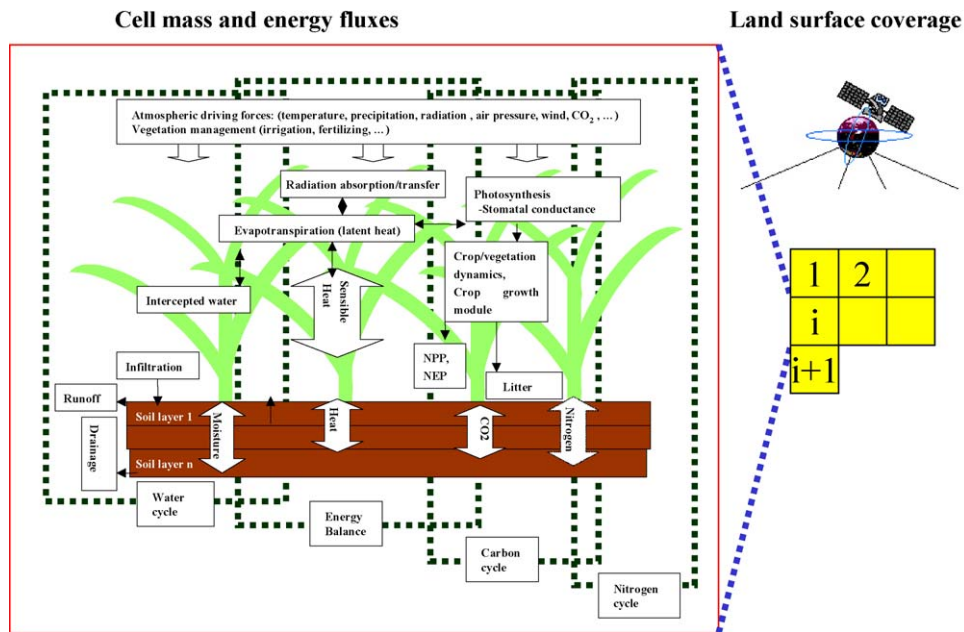 Cell mass and energy fluxes
Land surface coverage
Atmospheric driving forces: (temperature, precipitation, radiation , air pressure, wind, CO2 , ... )
Vegetation management (irrigation, fertilizing, ... )
Radiation absorption/transfer
Photosynthesis
-Stomatal conductance
Evapotranspiration (latent heat)
Crop/vegetation
dynamics,
Crop growth
module
Intercepted water
Sensible
Heat
NPP,
NEP
Litter
Infiltration
Runoff
Drainage
Soil layer 1
Soil layer n
Moisture
Heat
CO2
Nitrogen
Water
cycle
Energy
Balance
Carbon
cycle
Nitrogen
cycle
1 2
i
i+1